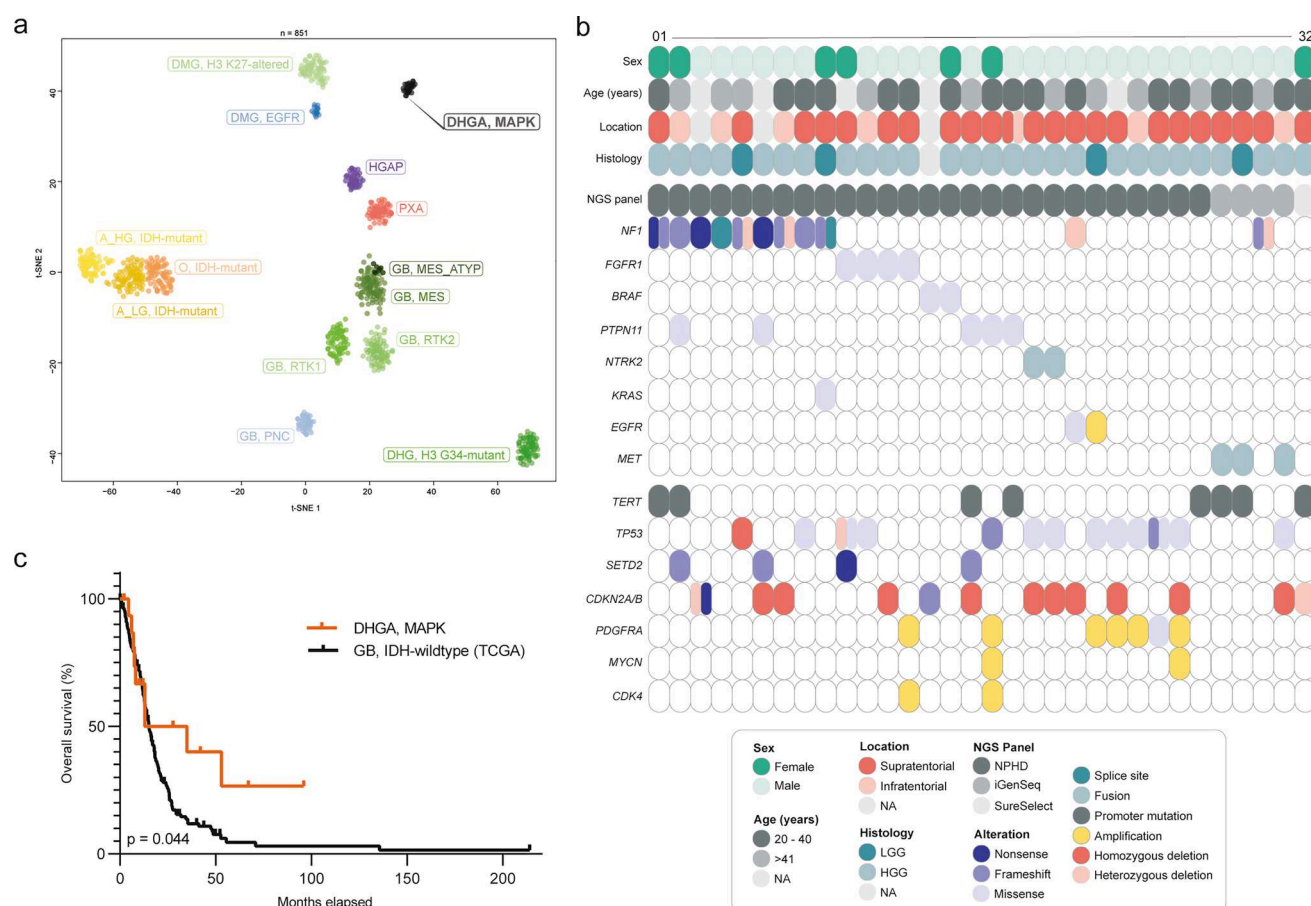 a
n = 851
DMG, H3 K27-altered
DMG, EGFR
DHGA, MAPK
HGAP
PXA
A_HG, IDH-mutant
O, IDH-mutant
A_LG, IDH-mutant
GB, MES_ATYP
GB, MES
GB, RTK2
GB, RTK1
GB, PNC
DHG, H3 G34-mutant
t-SNE 2
40
20
0
−20
−40
−60 −40 −20 0 20 40 60
t-SNE 1
b
01 32
Sex
Age (years)
Location
Histology
NGS panel
NF1
FGFR1
BRAF
PTPN11
NTRK2
KRAS
EGFR
MET
TERT
TP53
SETD2
CDKN2A/B
PDGFRA
MYCN
CDK4
Sex
Female
Male
Age (years)
20 - 40
>41
NA
Location
Supratentorial
Infratentorial
NA
Histology
LGG
HGG
NA
NGS Panel
NPHD
iGenSeq
SureSelect
Alteration
Nonsense
Frameshift
Missense
Splice site
Fusion
Promoter mutation
Amplification
Homozygous deletion
Heterozygous deletion
c
Overall survival (%)
100
50
0
DHGA, MAPK
GB, IDH-wildtype (TCGA)
p = 0.044
0 50 100 150 200
Months elapsed